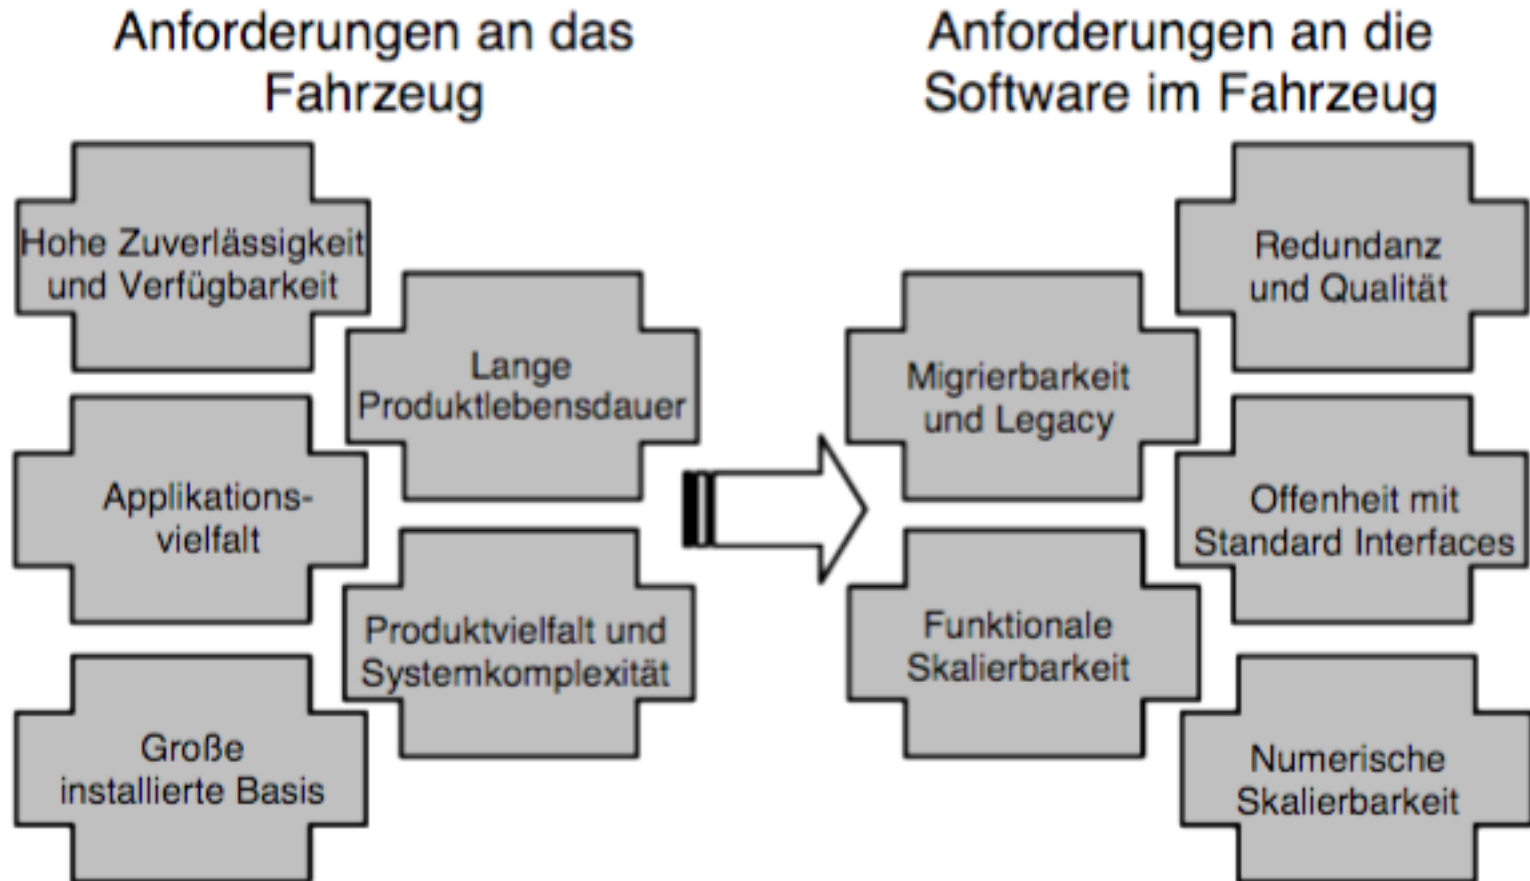 Anforderungen an das
Fahrzeug
Hohe Zuverlässigkeit
und Verfügbarkeit
Lange
Produktlebensdauer
Applikations-
vielfalt
Produktvielfalt und
Systemkomplexität
Große
installierte Basis
Anforderungen an die
Software im Fahrzeug
Redundanz
und Qualität
Migrierbarkeit
und Legacy
Offenheit mit
Standard Interfaces
Funktionale
Skalierbarkeit
Numerische
Skalierbarkeit